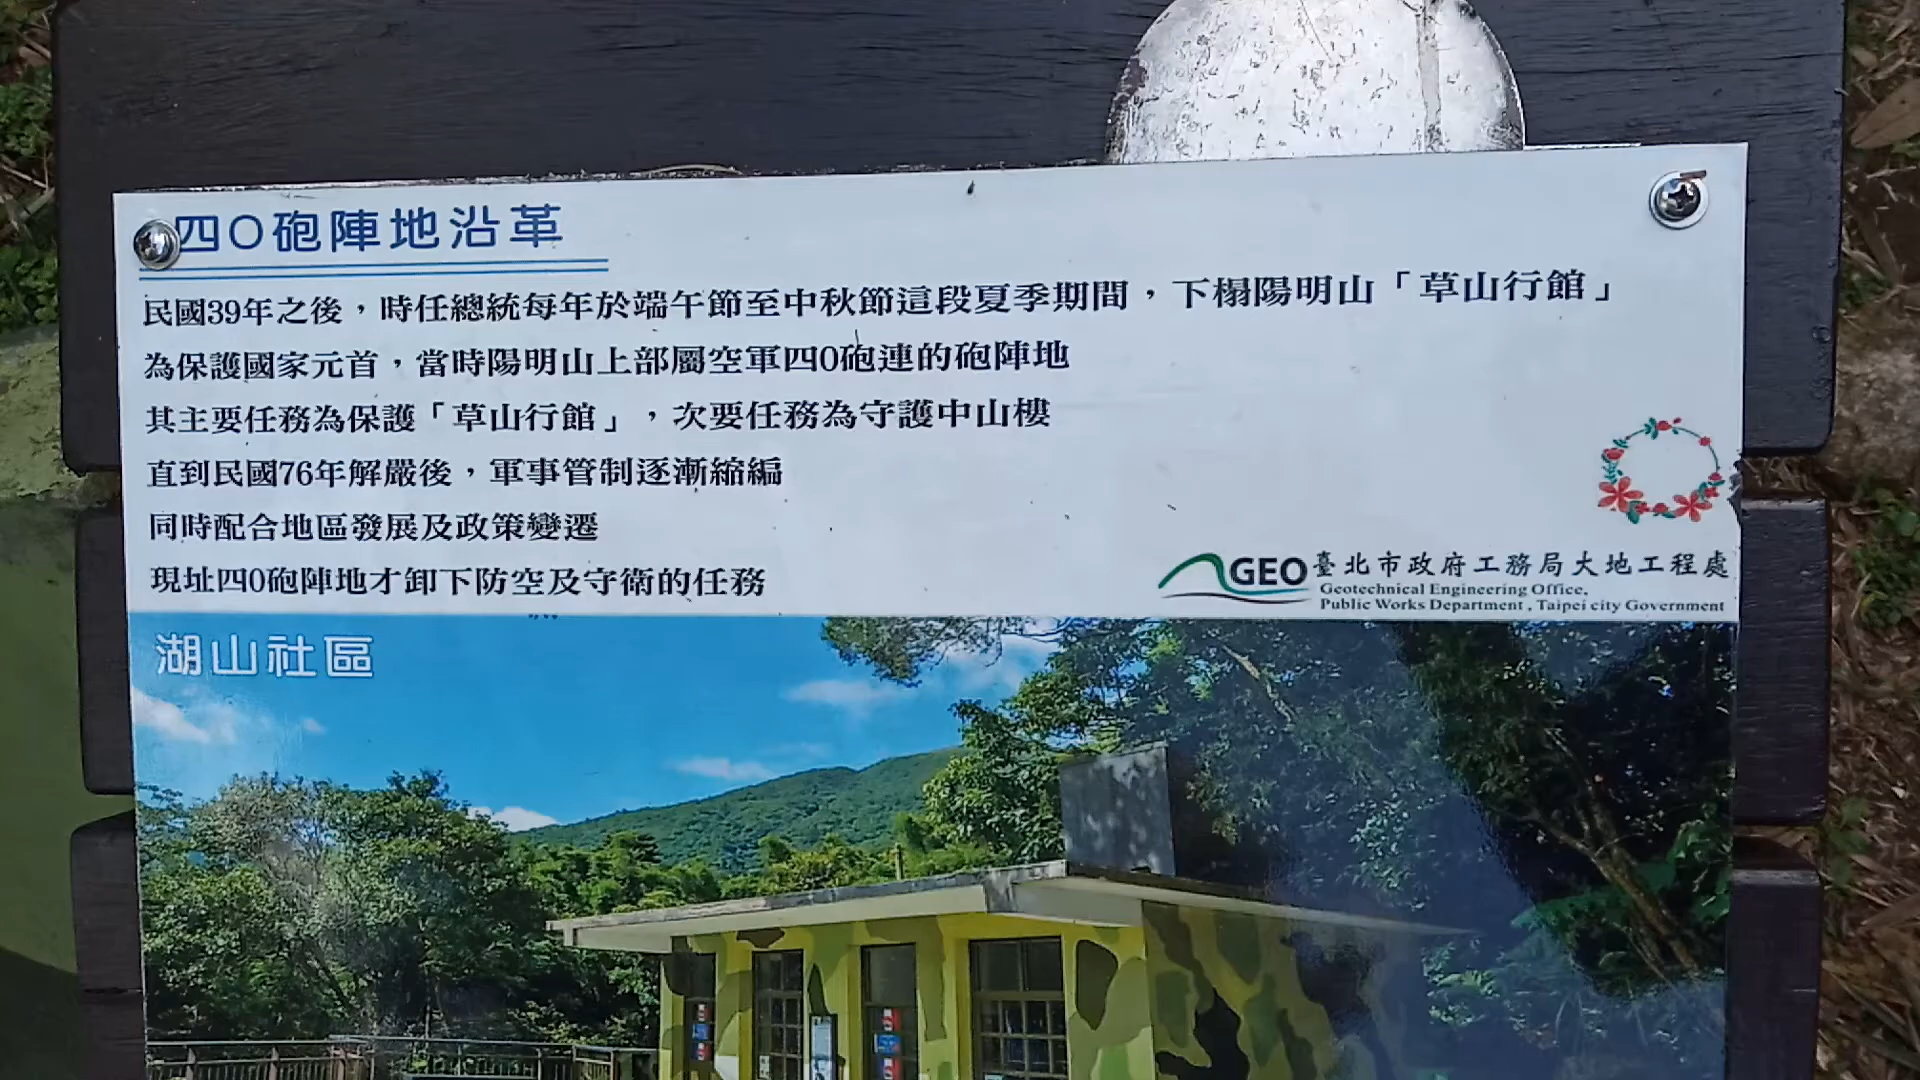 四〇砲陣地沿革
民國39年之後，時任總統每年於端午節至中秋節這段夏季期間，下榻陽明山「草山行館」
為保護國家元首，當時陽明山上部屬空軍四0砲連的砲陣地
其主要任務為保護「草山行館」，次要任務為守護中山樓
直到民國76年解嚴後，軍事管制逐漸縮編
同時配合地區發展及政策變遷
現址四0砲陣地才卸下防空及守衛的任務
GEO臺北市政府工務局大地工程處
Geotechnical Engineering Office,
Public Works Department , Taipei city Government
湖山社區